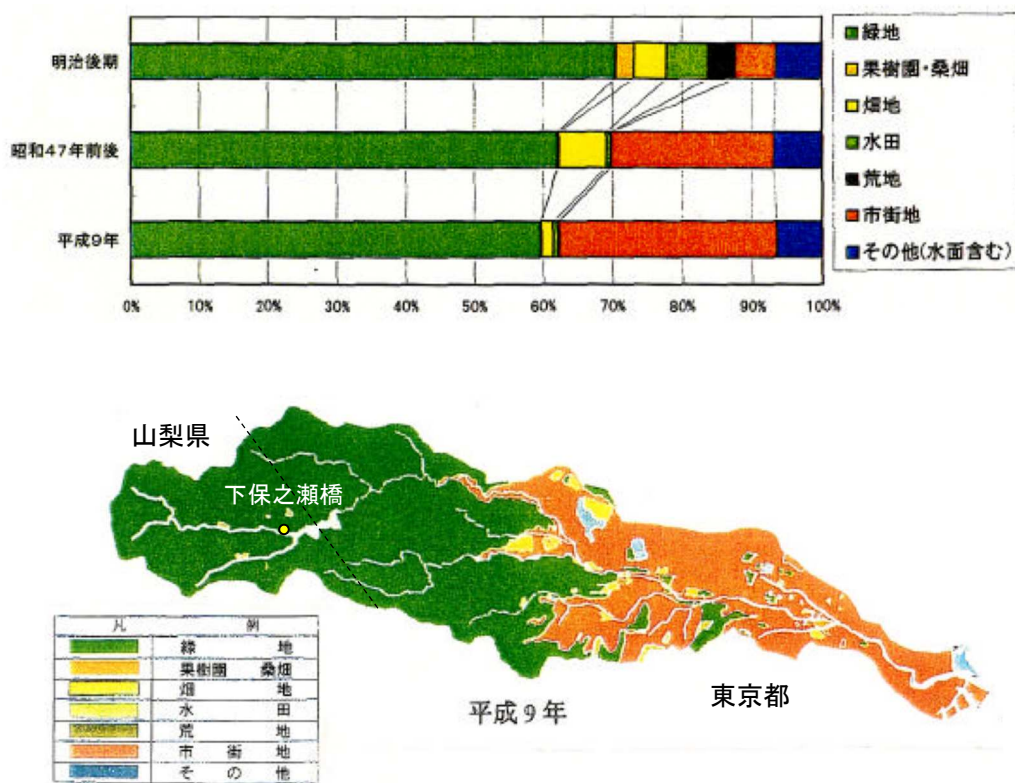 明治後期
昭和47年前後
平成9年
0% 10% 20% 30% 40% 50% 60% 70% 80% 90% 100%
緑地
果樹園・桑畑
畑地
水田
荒地
市街地
その他(水面含む)
山梨県
下保之瀬橋
凡 例
緑 地
果樹園 桑畑
畑 地
水 田
荒 地
市 街 地
そ の 他
平成9年
東京都